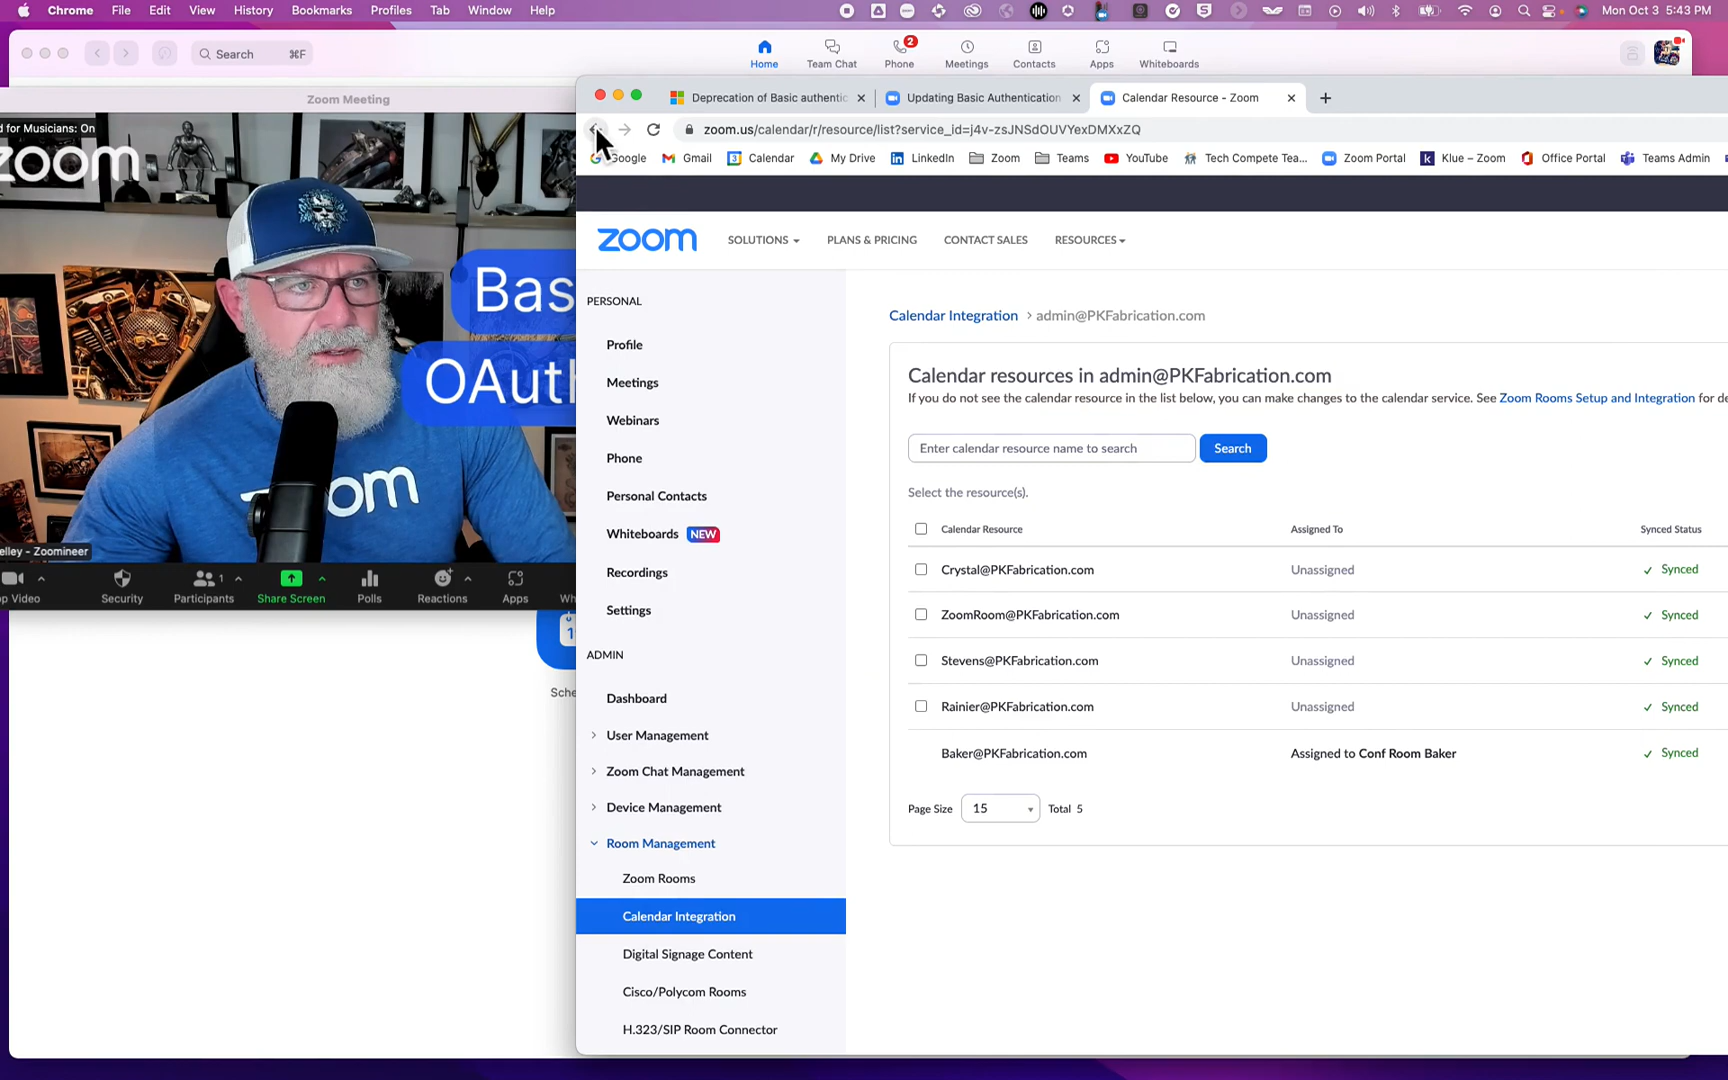 Chrome File Edit View History Bookmarks Profiles Tab Window Help
Mon Oct 3 5:43 PM
Search ⌘F
Home Team Chat Phone Meetings Contacts Apps Whiteboards
2
Zoom Meeting
d for Musicians: On
zoom
Bas
OAuth
zoom
elley - Zoomineer
op Video Security Participants 1 Share Screen Polls Reactions Apps Wh
Sche
Deprecation of Basic authentic
Updating Basic Authentication
Calendar Resource - Zoom
zoom.us/calendar/r/resource/list?service_id=j4v-zsJNSdOUVYexDMXxZQ
Google Gmail Calendar My Drive LinkedIn Zoom Teams YouTube Tech Compete Tea... Zoom Portal Klue – Zoom Office Portal Teams Admin
zoom SOLUTIONS PLANS & PRICING CONTACT SALES RESOURCES
PERSONAL
Profile
Meetings
Webinars
Phone
Personal Contacts
Whiteboards NEW
Recordings
Settings
ADMIN
Dashboard
User Management
Zoom Chat Management
Device Management
Room Management
Zoom Rooms
Calendar Integration
Digital Signage Content
Cisco/Polycom Rooms
H.323/SIP Room Connector
Calendar Integration > admin@PKFabrication.com
Calendar resources in admin@PKFabrication.com
If you do not see the calendar resource in the list below, you can make changes to the calendar service. See Zoom Rooms Setup and Integration for de
Enter calendar resource name to search Search
Select the resource(s).
Calendar Resource Assigned To Synced Status
Crystal@PKFabrication.com Unassigned ✓ Synced
ZoomRoom@PKFabrication.com Unassigned ✓ Synced
Stevens@PKFabrication.com Unassigned ✓ Synced
Rainier@PKFabrication.com Unassigned ✓ Synced
Baker@PKFabrication.com Assigned to Conf Room Baker ✓ Synced
Page Size 15 Total 5